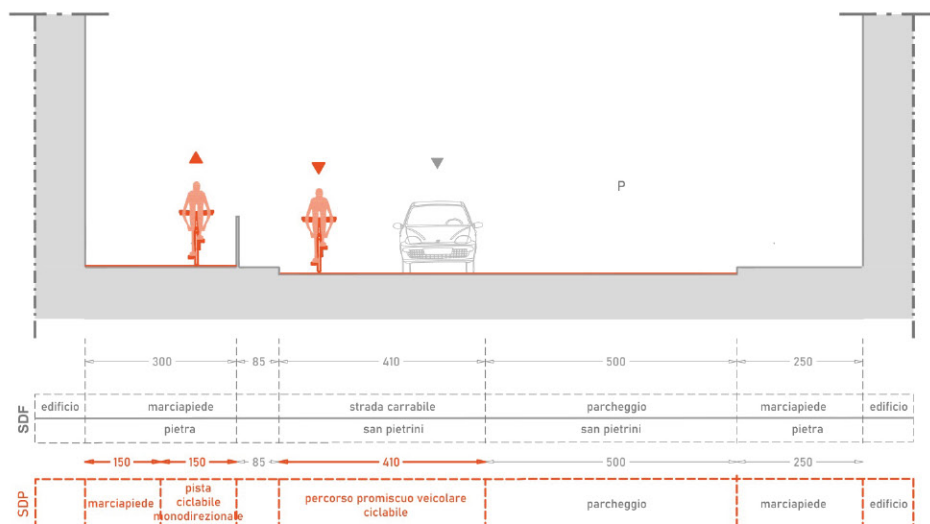 P
300 85 410 500 250
SDF
edificio marciapiede strada carrabile parcheggio marciapiede edificio
pietra san pietrini san pietrini pietra
150 150 85 410 500 250
SDP
marciapiede pista ciclabile monodirezionale percorso promiscuo veicolare ciclabile parcheggio marciapiede edificio